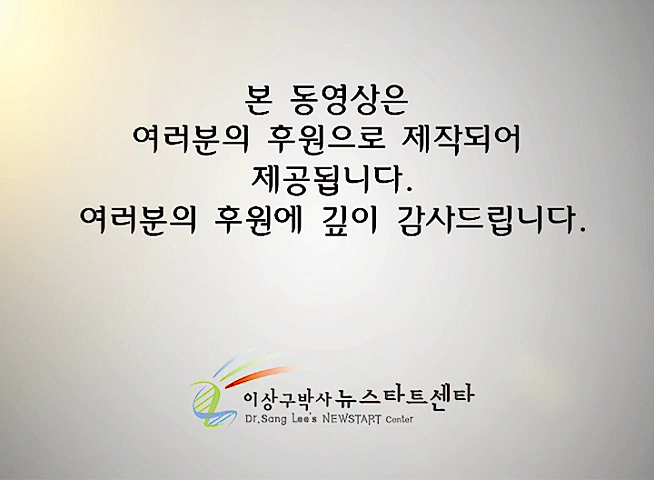 본 동영상은
여러분의 후원으로 제작되어
제공됩니다.
여러분의 후원에 깊이 감사드립니다.
이상구박사 뉴스타트센타
Dr.Sang Lee's NEWSTART Center